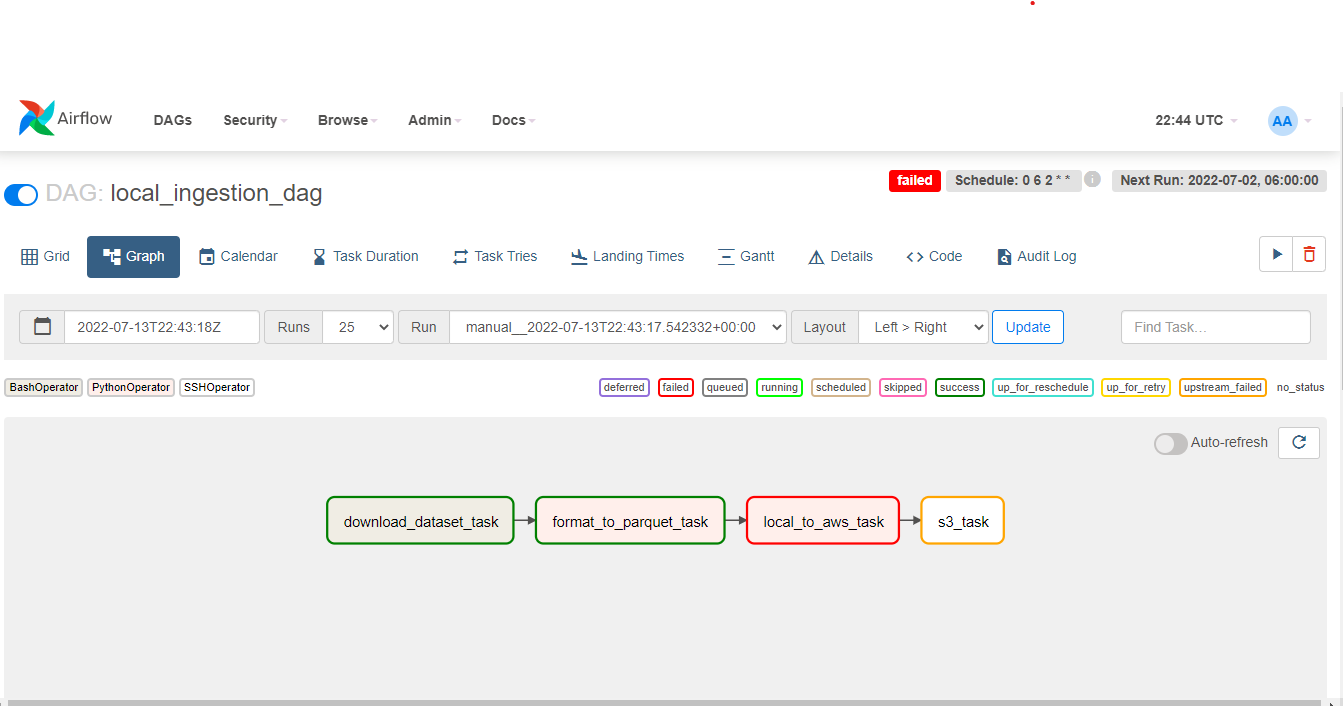 Airflow DAGs Security Browse Admin Docs 22:44 UTC AA
DAG: local_ingestion_dag failed Schedule: 0 6 2 * * i Next Run: 2022-07-02, 06:00:00
Grid Graph Calendar Task Duration Task Tries Landing Times Gantt Details Code Audit Log
2022-07-13T22:43:18Z Runs 25 Run manual__2022-07-13T22:43:17.542332+00:00 Layout Left > Right Update Find Task...
BashOperator PythonOperator SSHOperator deferred failed queued running scheduled skipped success up_for_reschedule up_for_retry upstream_failed no_status
Auto-refresh
download_dataset_task format_to_parquet_task local_to_aws_task s3_task